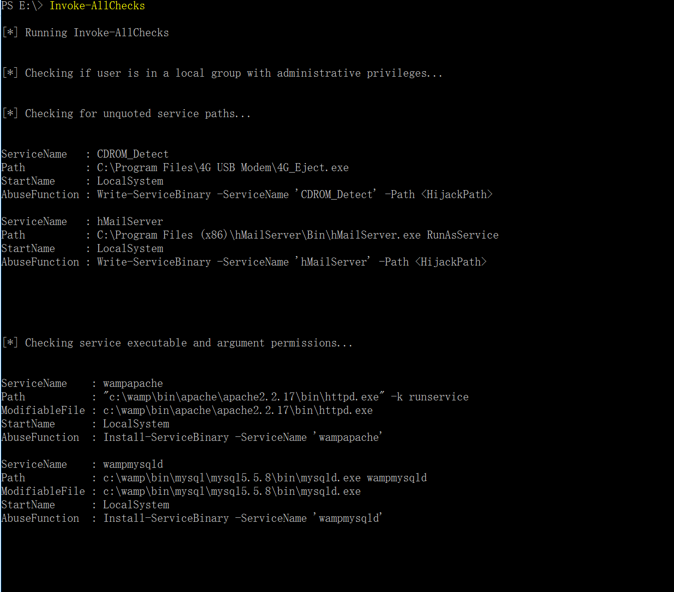 PS E:\> Invoke-AllChecks
[*] Running Invoke-AllChecks
[*] Checking if user is in a local group with administrative privileges...
[*] Checking for unquoted service paths...
ServiceName   : CDROM_Detect
Path          : C:\Program Files\4G USB Modem\4G_Eject.exe
StartName     : LocalSystem
AbuseFunction : Write-ServiceBinary -ServiceName 'CDROM_Detect' -Path <HijackPath>
ServiceName   : hMailServer
Path          : C:\Program Files (x86)\hMailServer\Bin\hMailServer.exe RunAsService
StartName     : LocalSystem
AbuseFunction : Write-ServiceBinary -ServiceName 'hMailServer' -Path <HijackPath>
[*] Checking service executable and argument permissions...
ServiceName    : wampapache
Path           : "c:\wamp\bin\apache\apache2.2.17\bin\httpd.exe" -k runservice
ModifiableFile : c:\wamp\bin\apache\apache2.2.17\bin\httpd.exe
StartName      : LocalSystem
AbuseFunction  : Install-ServiceBinary -ServiceName 'wampapache'
ServiceName    : wampmysqld
Path           : c:\wamp\bin\mysql\mysql5.5.8\bin\mysqld.exe wampmysqld
ModifiableFile : c:\wamp\bin\mysql\mysql5.5.8\bin\mysqld.exe
StartName      : LocalSystem
AbuseFunction  : Install-ServiceBinary -ServiceName 'wampmysqld'